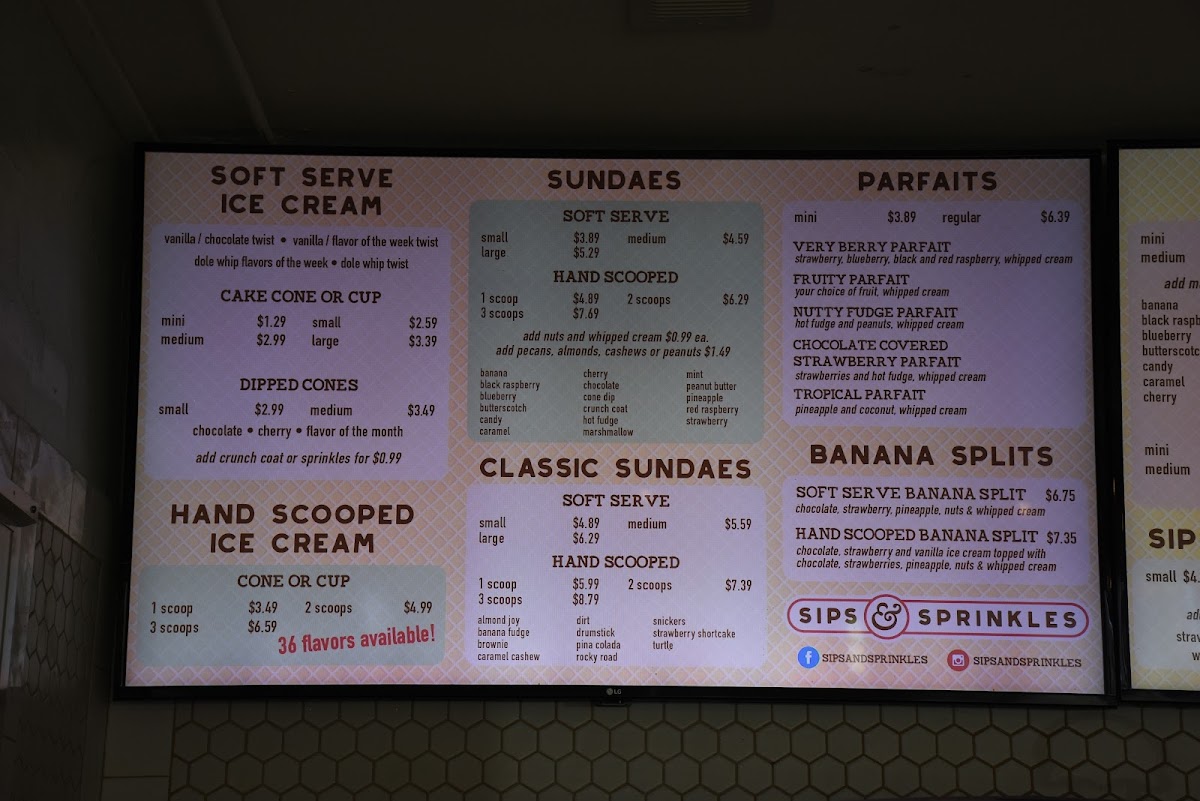 SOFT SERVE
ICE CREAM
vanilla / chocolate twist • vanilla / flavor of the week twist
dole whip flavors of the week • dole whip twist
CAKE CONE OR CUP
mini $1.29 small $2.59
medium $2.99 large $3.39
DIPPED CONES
small $2.99 medium $3.49
chocolate • cherry • flavor of the month
add crunch coat or sprinkles for $0.99
HAND SCOOPED
ICE CREAM
CONE OR CUP
1 scoop $3.49 2 scoops $4.99
3 scoops $6.59
36 flavors available!
SUNDAES
SOFT SERVE
small $3.89 medium $4.59
large $5.29
HAND SCOOPED
1 scoop $4.89 2 scoops $6.29
3 scoops $7.69
add nuts and whipped cream $0.99 ea.
add pecans, almonds, cashews or peanuts $1.49
banana cherry mint
black raspberry chocolate peanut butter
blueberry cone dip pineapple
butterscotch crunch coat red raspberry
candy hot fudge strawberry
caramel marshmallow
CLASSIC SUNDAES
SOFT SERVE
small $4.89 medium $5.59
large $6.29
HAND SCOOPED
1 scoop $5.99 2 scoops $7.39
3 scoops $8.79
almond joy dirt snickers
banana fudge drumstick strawberry shortcake
brownie pina colada turtle
caramel cashew rocky road
PARFAITS
mini $3.89 regular $6.39
VERY BERRY PARFAIT
strawberry, blueberry, black and red raspberry, whipped cream
FRUITY PARFAIT
your choice of fruit, whipped cream
NUTTY FUDGE PARFAIT
hot fudge and peanuts, whipped cream
CHOCOLATE COVERED
STRAWBERRY PARFAIT
strawberries and hot fudge, whipped cream
TROPICAL PARFAIT
pineapple and coconut, whipped cream
BANANA SPLITS
SOFT SERVE BANANA SPLIT $6.75
chocolate, strawberry, pineapple, nuts & whipped cream
HAND SCOOPED BANANA SPLIT $7.35
chocolate, strawberry and vanilla ice cream topped with
chocolate, strawberries, pineapple, nuts & whipped cream
SIPS & SPRINKLES
f SIPSANDSPRINKLES SIPSANDSPRINKLES
LG
mini
medium
add
banana
black
blueberry
candy
caramel
cherry
mini
medium
SIP
small $4.